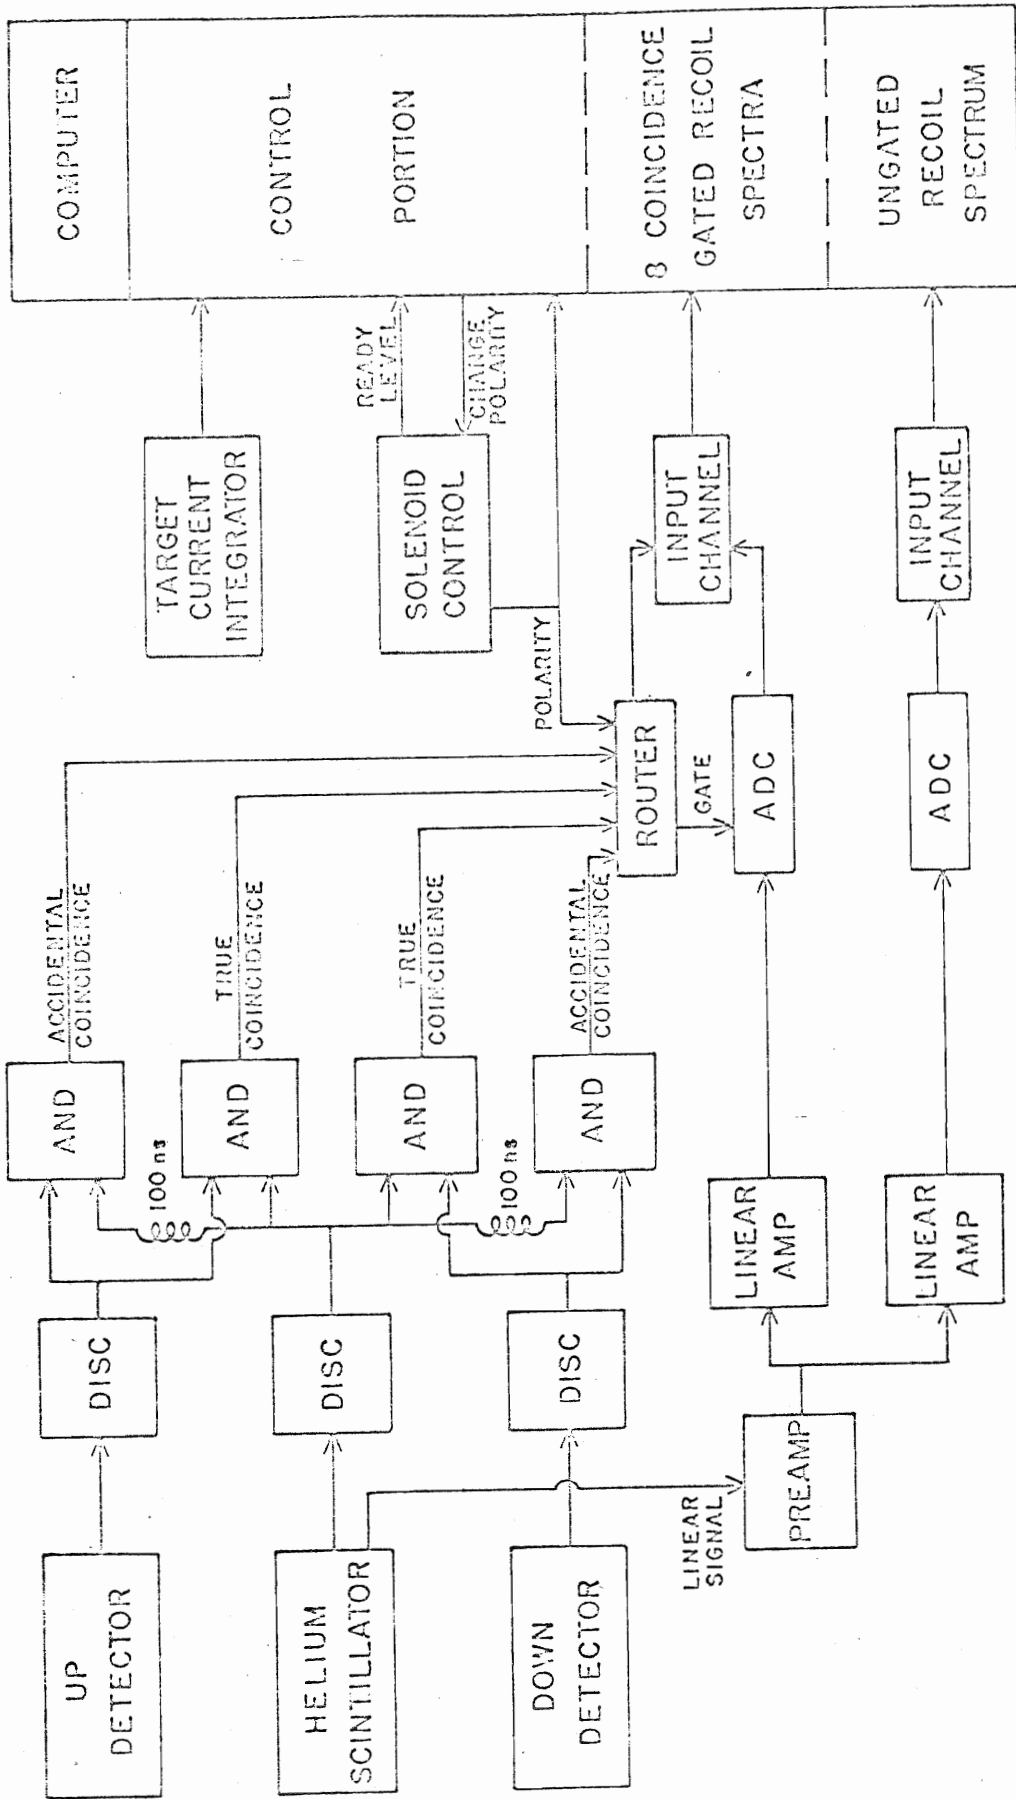 UP
DETECTOR
HELIUM
SCINTILLATOR
DOWN
DETECTOR
DISC
DISC
DISC
LINEAR
SIGNAL
PREAMP
100 ns
100 ns
AND
AND
AND
AND
LINEAR
AMP
LINEAR
AMP
ACCIDENTAL
COINCIDENCE
TRUE
COINCIDENCE
TRUE
COINCIDENCE
ACCIDENTAL
COINCIDENCE
POLARITY
ROUTER
GATE
ADC
ADC
TARGET
CURRENT
INTEGRATOR
SOLENOID
CONTROL
READY
LEVEL
CHANGE
POLARITY
INPUT
CHANNEL
INPUT
CHANNEL
COMPUTER
CONTROL
PORTION
8 COINCIDENCE
GATED RECOIL
SPECTRA
UNGATED
RECOIL
SPECTRUM